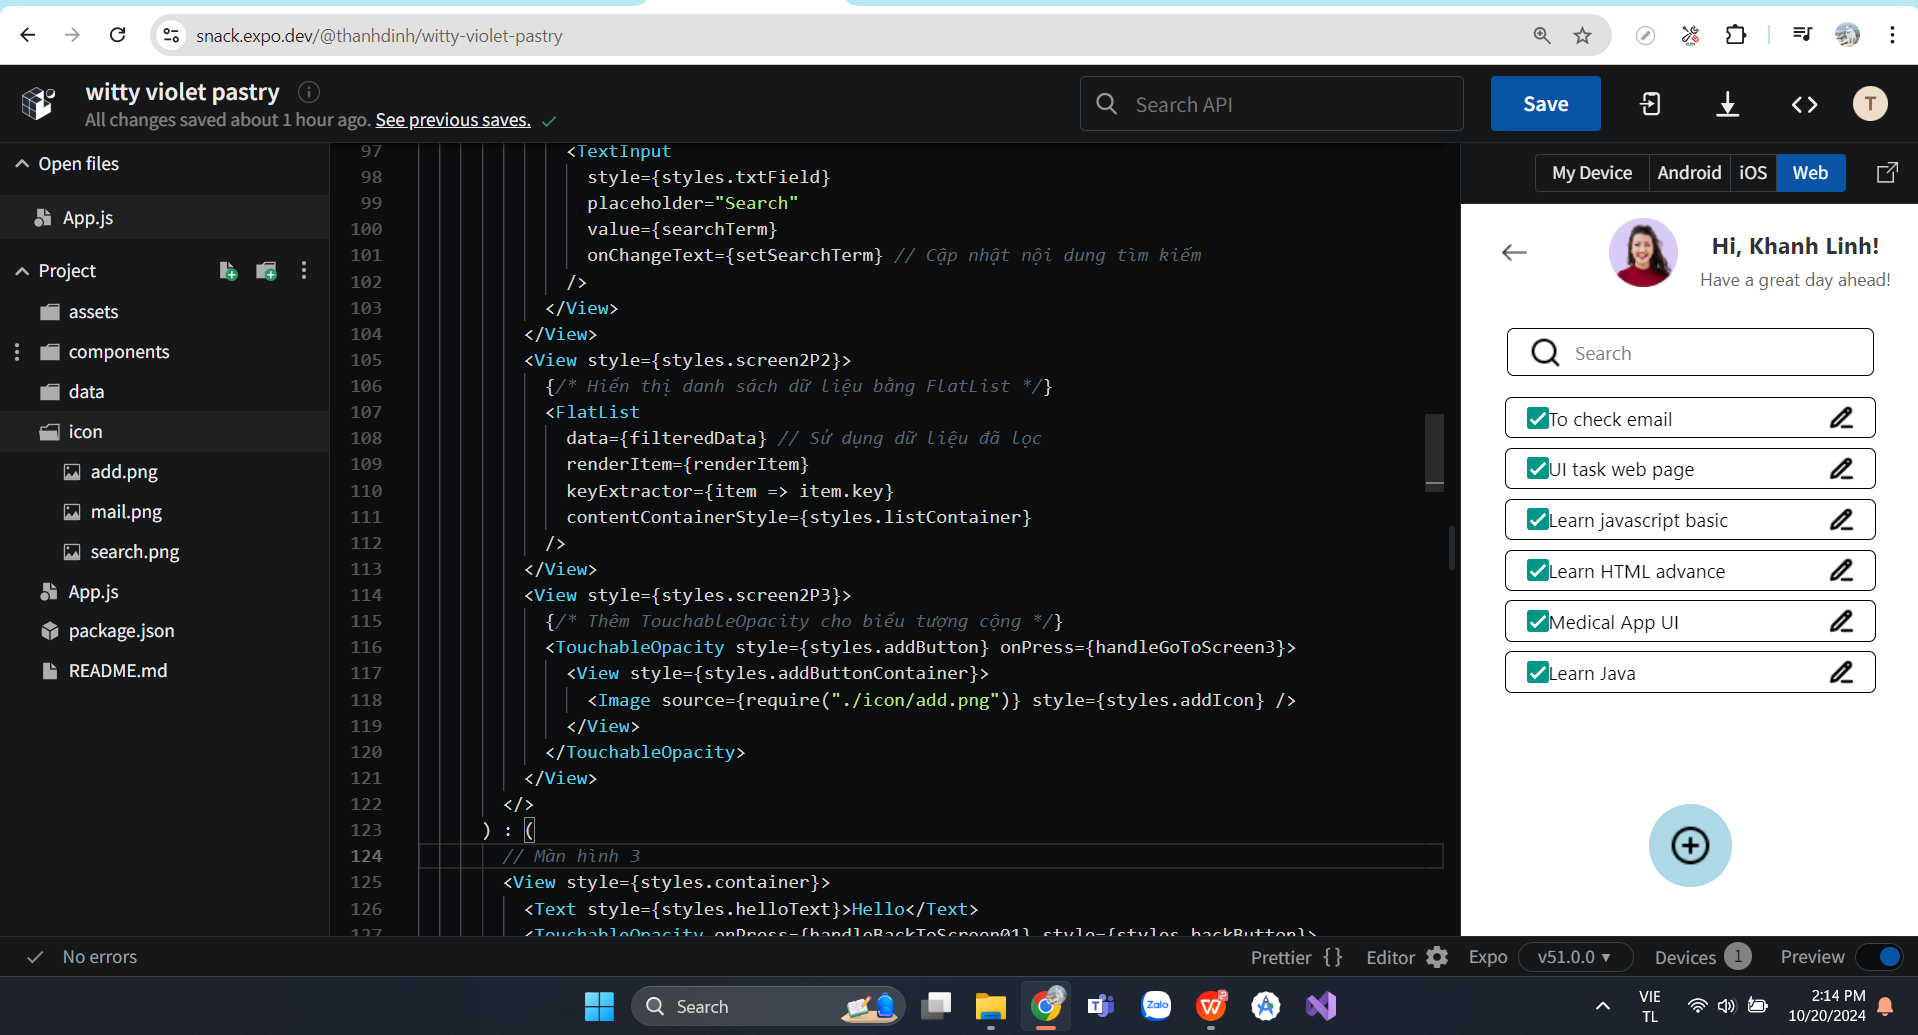 snack.expo.dev/@thanhdinh/witty-violet-pastry
witty violet pastry
All changes saved about 1 hour ago. See previous saves.
Search API
Save
T
Open files
App.js
Project
assets
components
data
icon
add.png
mail.png
search.png
App.js
package.json
README.md
97 <TextInput
98 style={styles.txtField}
99 placeholder="Search"
100 value={searchTerm}
101 onChangeText={setSearchTerm} // Cập nhật nội dung tìm kiếm
102 />
103 </View>
104 </View>
105 <View style={styles.screen2P2}>
106 {/* Hiển thị danh sách dữ liệu bằng FlatList */}
107 <FlatList
108 data={filteredData} // Sử dụng dữ liệu đã lọc
109 renderItem={renderItem}
110 keyExtractor={item => item.key}
111 contentContainerStyle={styles.listContainer}
112 />
113 </View>
114 <View style={styles.screen2P3}>
115 {/* Thêm TouchableOpacity cho biểu tượng cộng */}
116 <TouchableOpacity style={styles.addButton} onPress={handleGoToScreen3}>
117 <View style={styles.addButtonContainer}>
118 <Image source={require("./icon/add.png")} style={styles.addIcon} />
119 </View>
120 </TouchableOpacity>
121 </View>
122 </>
123 ) : (
124 // Màn hình 3
125 <View style={styles.container}>
126 <Text style={styles.helloText}>Hello</Text>
127 <TouchableOpacity onPress={handleBackToScreen01} style={styles.backButton}>
My Device
Android
iOS
Web
Hi, Khanh Linh!
Have a great day ahead!
Search
To check email
UI task web page
Learn javascript basic
Learn HTML advance
Medical App UI
Learn Java
No errors
Prettier {}
Editor
Expo
v51.0.0
Devices 1
Preview
Search
Zalo
VIE
TL
2:14 PM
10/20/2024